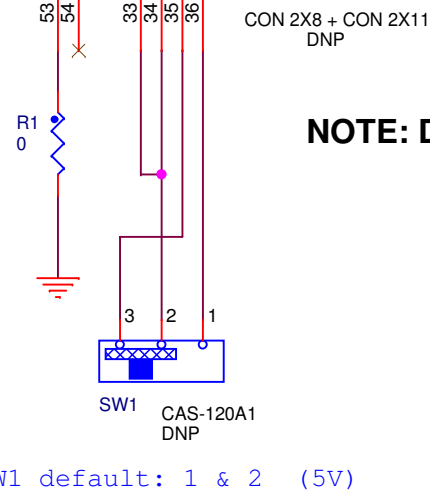 53
54
33
34
35
36
CON 2X8 + CON 2X11
DNP
R1
0
NOTE:
3 2 1
SW1
CAS-120A1
DNP
default: 1 & 2 (5V)